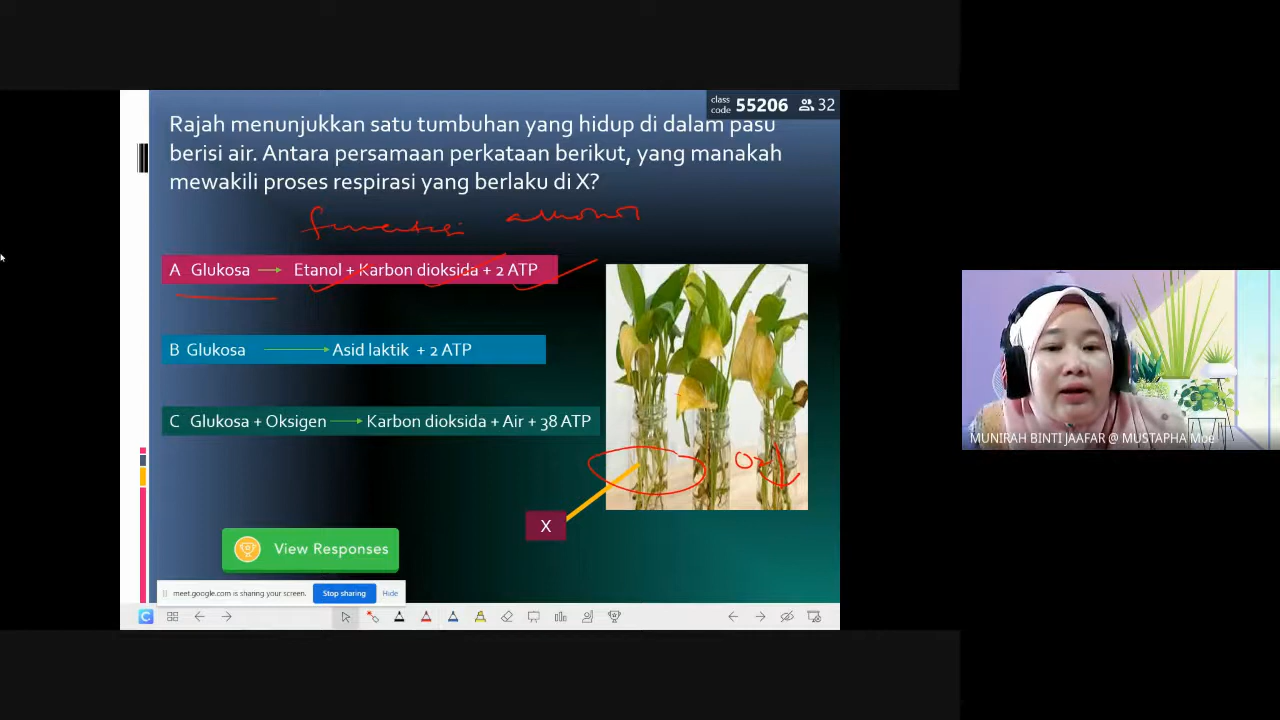 class code 55206 32
Rajah menunjukkan satu tumbuhan yang hidup di dalam pasu
berisi air. Antara persamaan perkataan berikut, yang manakah
mewakili proses respirasi yang berlaku di X?
A Glukosa → Etanol + Karbon dioksida + 2 ATP
B Glukosa → Asid laktik + 2 ATP
C Glukosa + Oksigen → Karbon dioksida + Air + 38 ATP
O₂ ↓
X
View Responses
meet.google.com is sharing your screen. Stop sharing Hide
C
MUNIRAH BINTI JAAFAR @ MUSTAPHA Moe